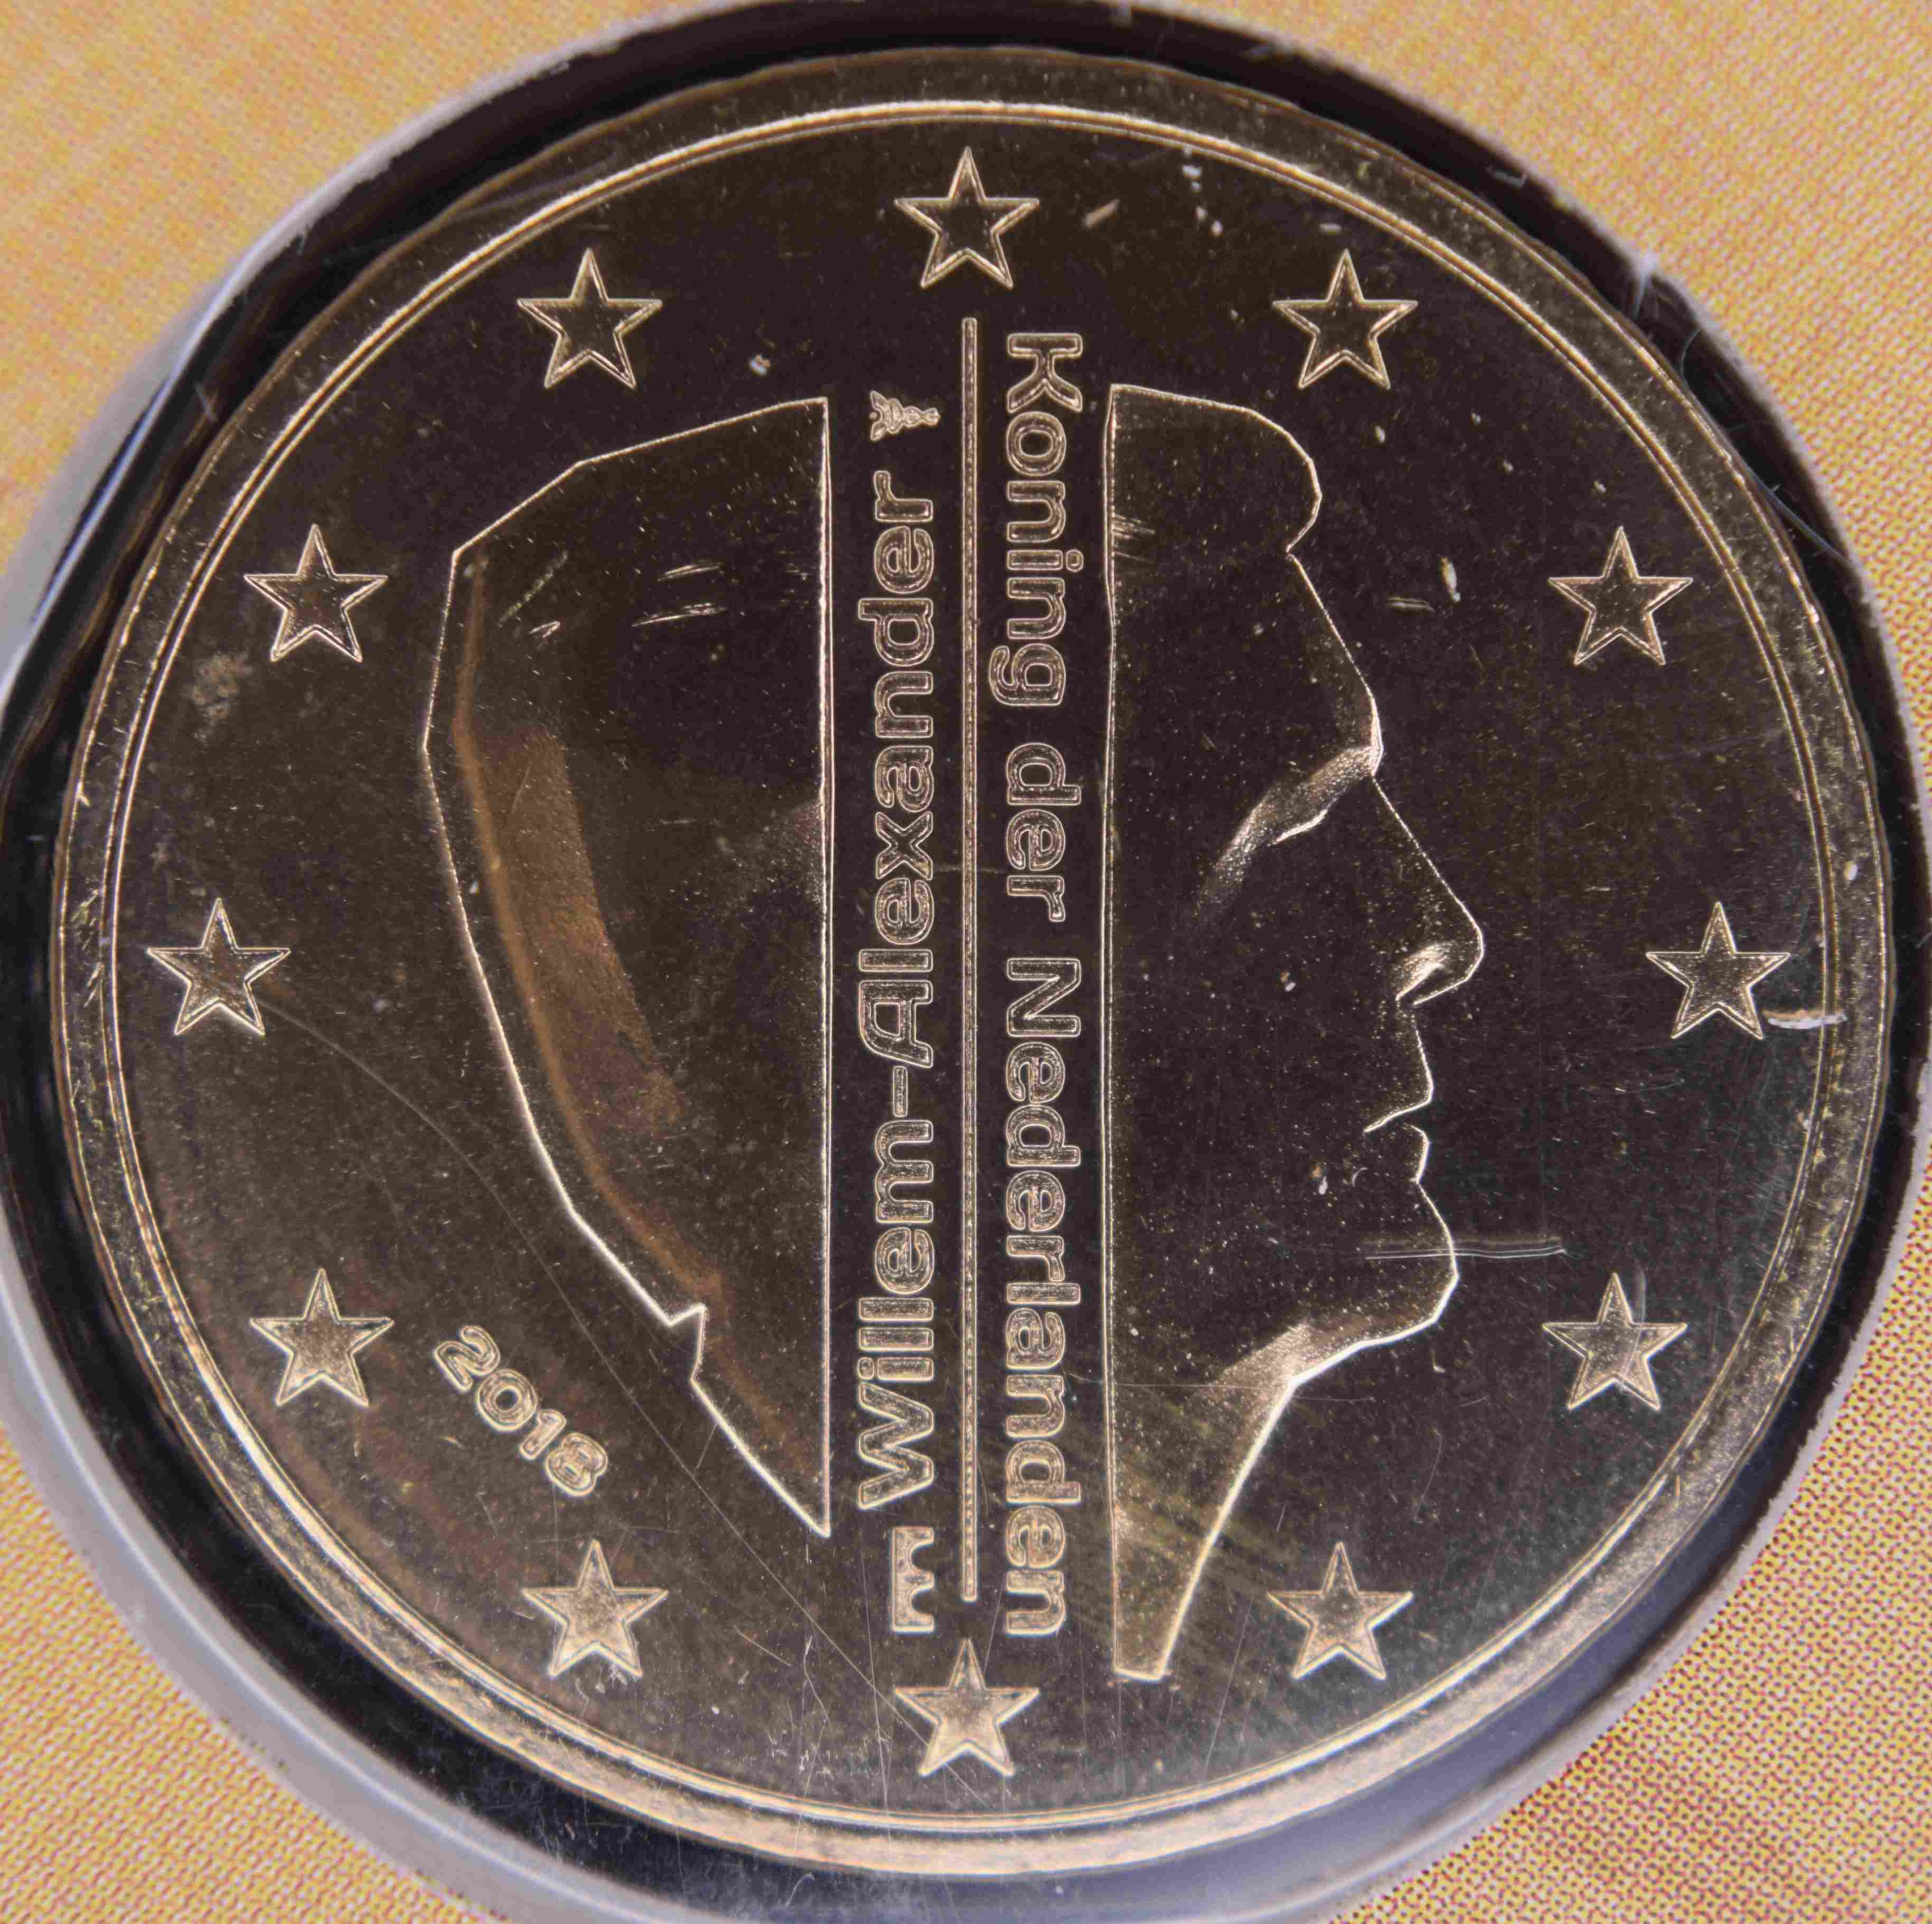 Willem-Alexander
Koning der Nederlanden
2018